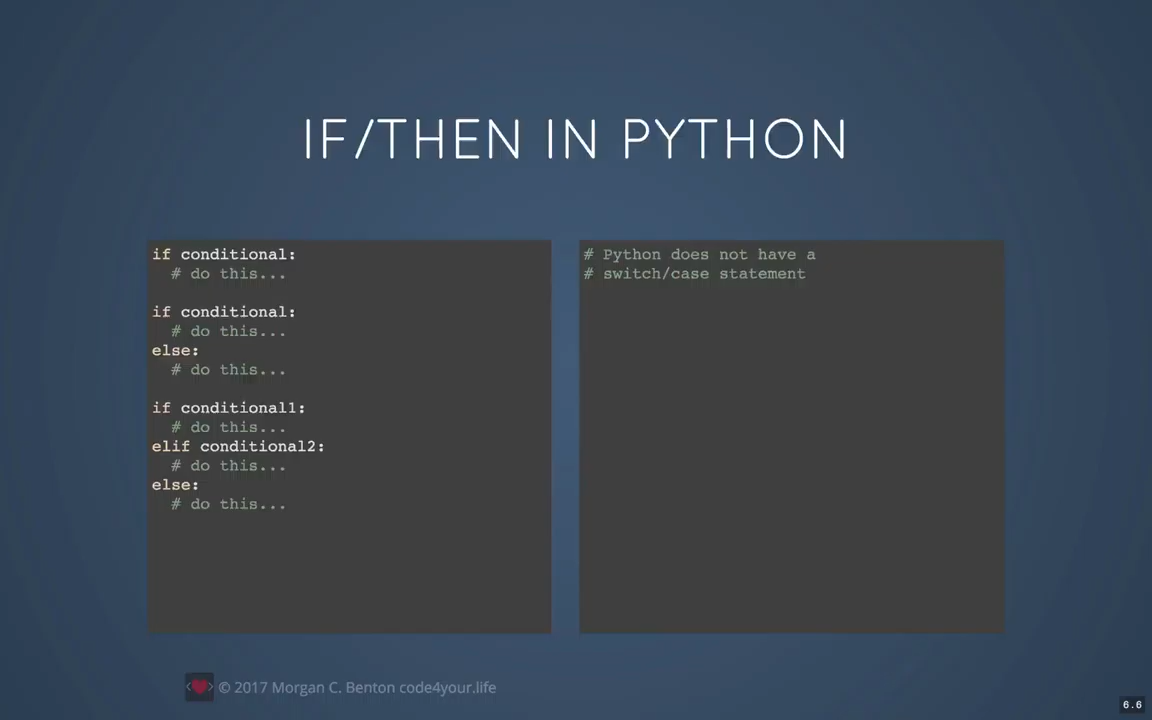 IF/THEN IN PYTHON
if conditional:
  # do this...
if conditional:
  # do this...
else:
  # do this...
if conditional1:
  # do this...
elif conditional2:
  # do this...
else:
  # do this...
# Python does not have a
# switch/case statement
© 2017 Morgan C. Benton code4your.life
6.6